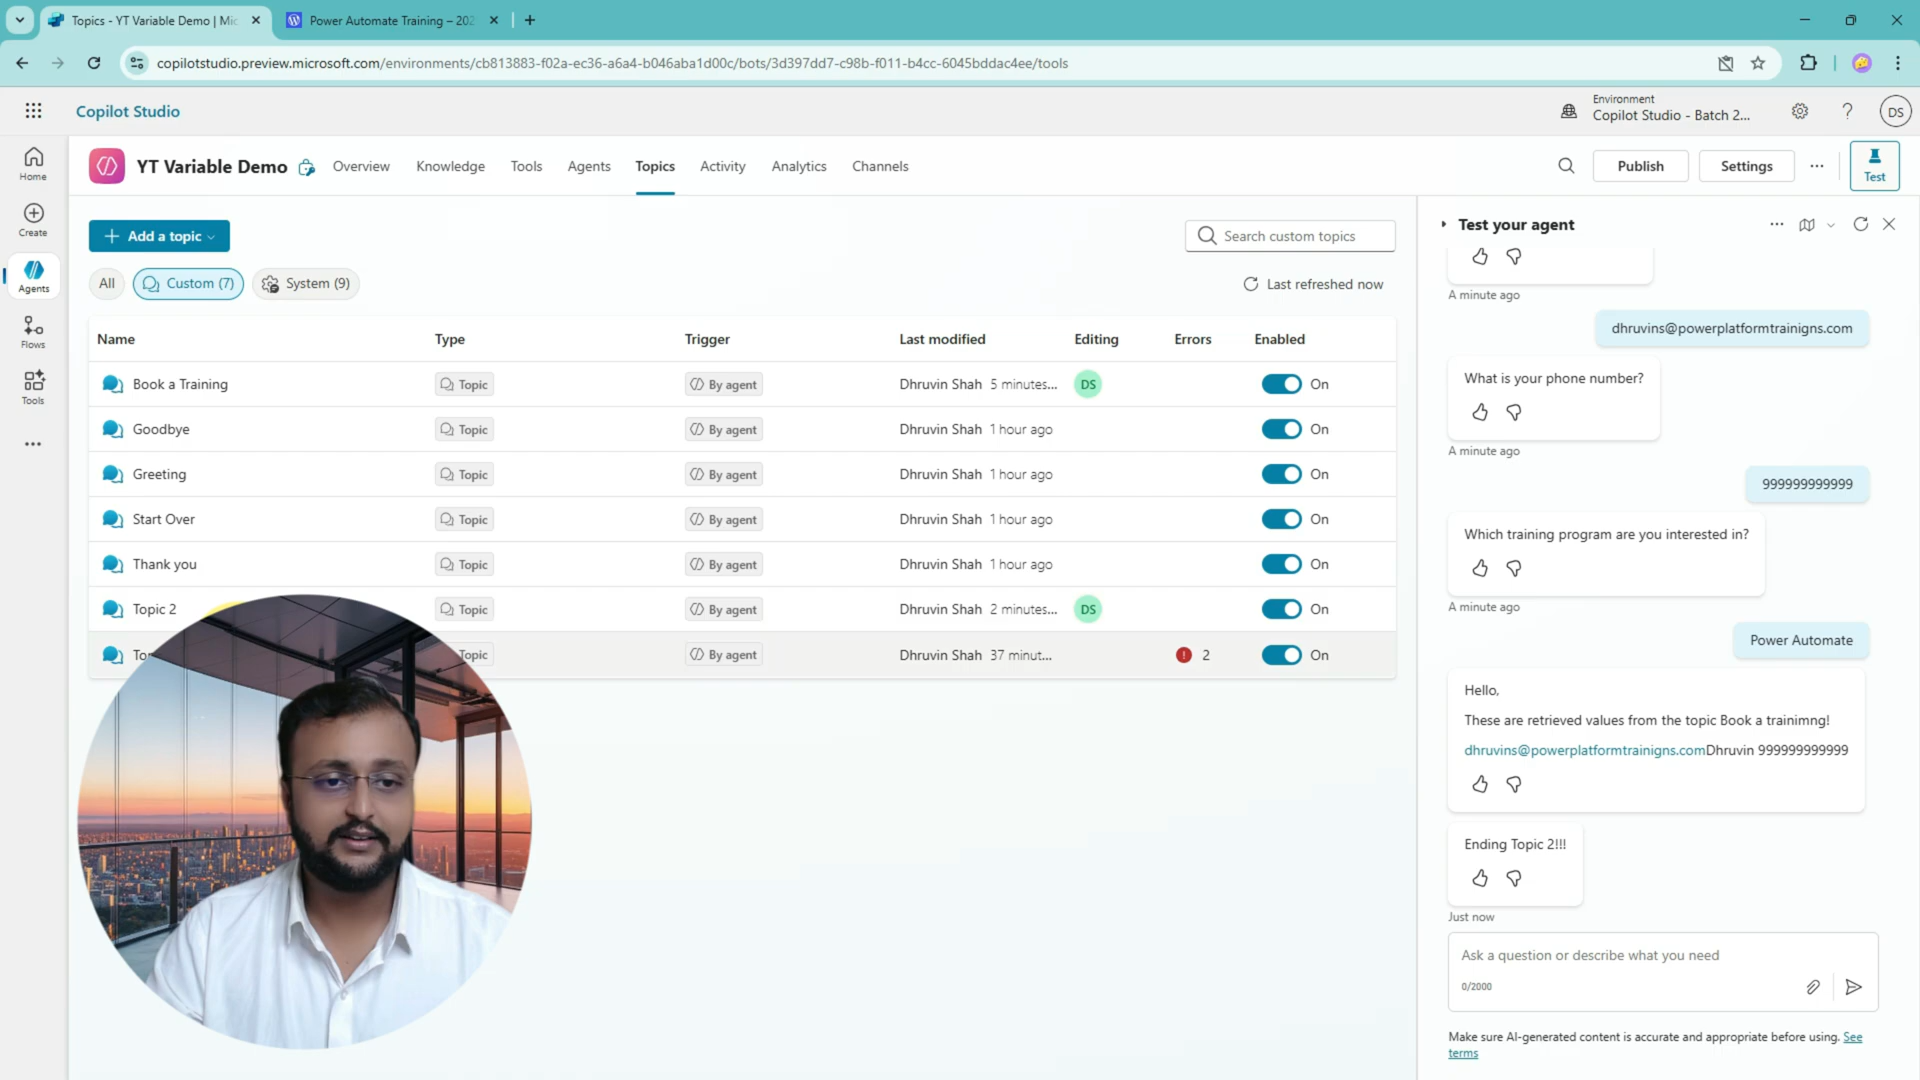 Topics - YT Variable Demo | Mic
Power Automate Training – 202
copilotstudio.preview.microsoft.com/environments/cb813883-f02a-ec36-a6a4-b046aba1d00c/bots/3d397dd7-c98b-f011-b4cc-6045bddac4ee/tools
Copilot Studio
Environment
Copilot Studio - Batch 2...
DS
YT Variable Demo
Overview
Knowledge
Tools
Agents
Topics
Activity
Analytics
Channels
Publish
Settings
Test
Home
Create
Agents
Flows
Tools
Add a topic
Search custom topics
All
Custom (7)
System (9)
Last refreshed now
Name Type Trigger Last modified Editing Errors Enabled
Book a Training Topic By agent Dhruvin Shah 5 minutes... DS On
Goodbye Topic By agent Dhruvin Shah 1 hour ago On
Greeting Topic By agent Dhruvin Shah 1 hour ago On
Start Over Topic By agent Dhruvin Shah 1 hour ago On
Thank you Topic By agent Dhruvin Shah 1 hour ago On
Topic 2 Topic By agent Dhruvin Shah 2 minutes... DS On
Topic By agent Dhruvin Shah 37 minut... 2 On
Test your agent
A minute ago
dhruvins@powerplatformtrainigns.com
What is your phone number?
A minute ago
999999999999
Which training program are you interested in?
A minute ago
Power Automate
Hello,
These are retrieved values from the topic Book a trainimng!
dhruvins@powerplatformtrainigns.comDhruvin 999999999999
Ending Topic 2!!!
Just now
Ask a question or describe what you need
0/2000
Make sure AI-generated content is accurate and appropriate before using. See
terms